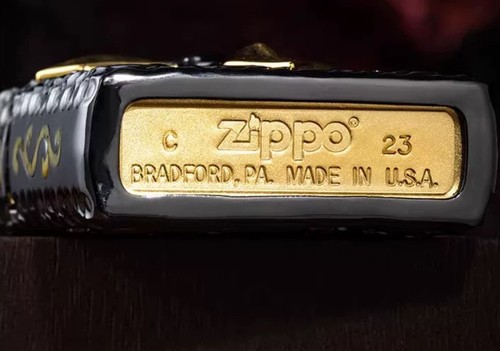 C zippo® 23
BRADFORD, PA. MADE IN U.S.A.